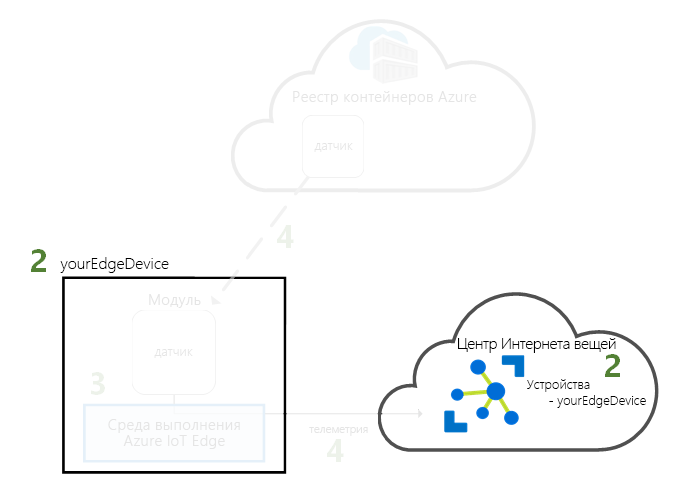 Реестр контейнеров Azure
датчик
4
2 yourEdgeDevice
Модуль
датчик
3
Среда выполнения
Azure IoT Edge
телеметрия
4
Центр Интернета вещей
2
Устройства
- yourEdgeDevice